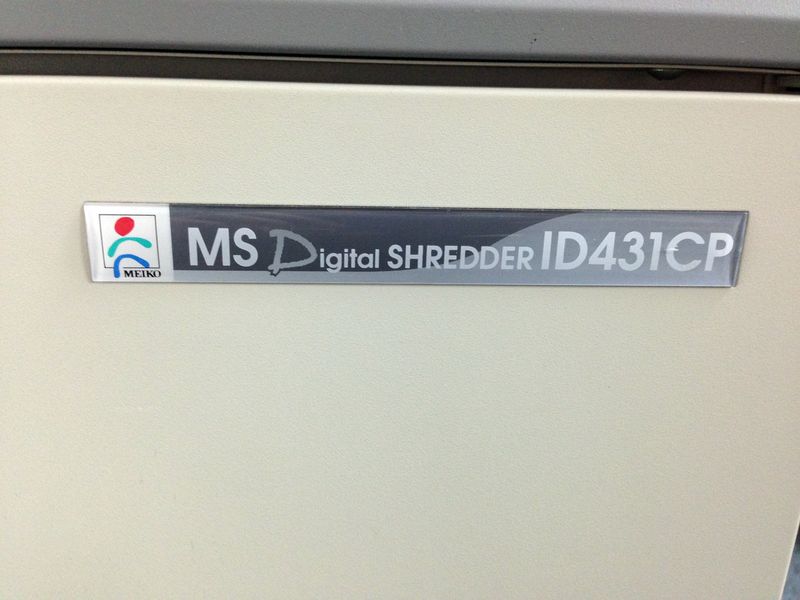 MEIKO
MS Digital SHREDDER ID431CP